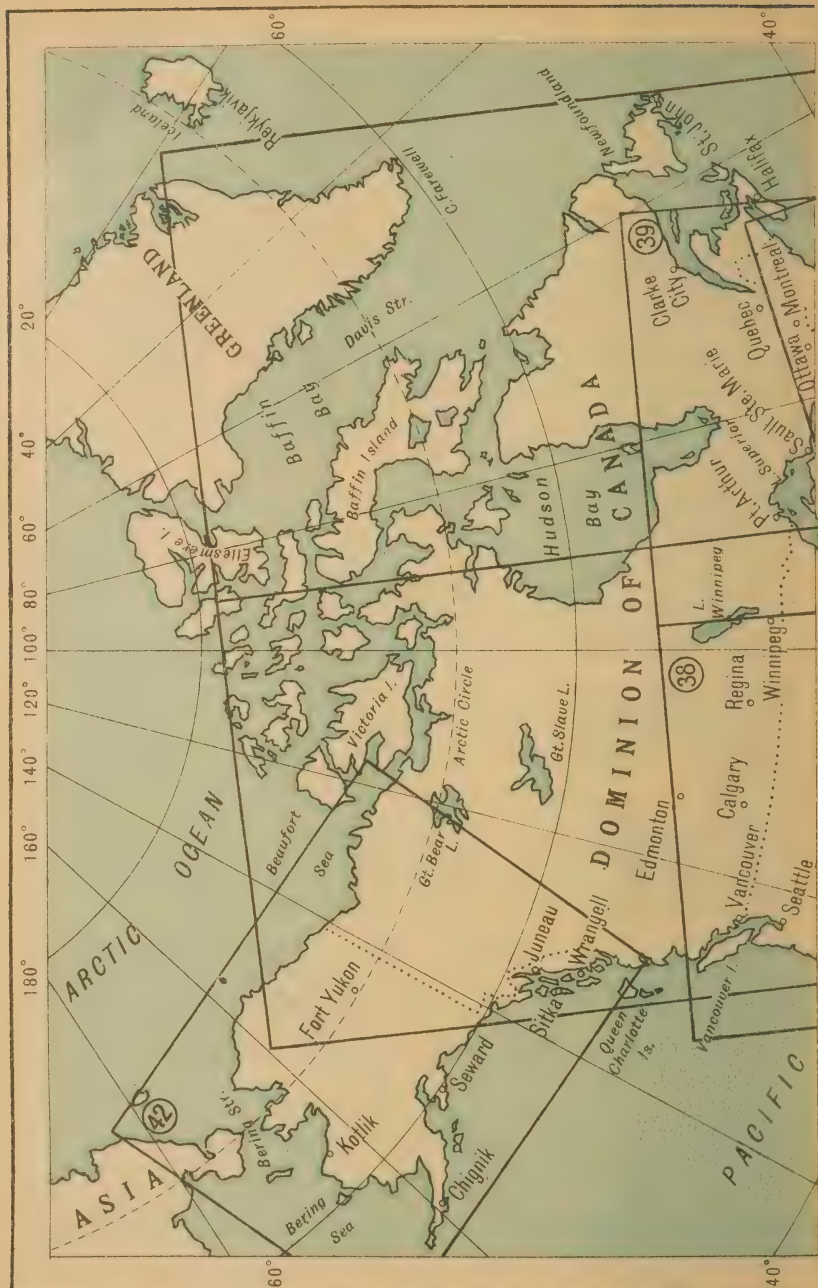 180°
160°
140°
120°
100°
80°
60°
40°
20°
60°
40°
60°
40°
ARCTIC
OCEAN
ASIA
42
Bering Str.
Bering
Sea
Beaufort
Sea
Kotlik
Fort Yukon
Chignik
Seward
Sitka
Juneau
Wrangell
Queen
Charlotte
Is.
Vancouver I.
PACIFIC
Victoria I.
Gt. Bear
L.
Arctic Circle
Gt. Slave L.
Ellesmere I.
GREENLAND
Iceland
Reykjavik
Baffin
Bay
Baffin Island
Davis Str.
C. Farewell
Hudson
Bay
DOMINION OF CANADA
Edmonton
Calgary
Vancouver
Seattle
Regina
38
L.
Winnipeg
Winnipeg
Pt. Arthur
L. Superior
Sault Ste. Marie
Ottawa
Montreal
Quebec
Clarke
City
39
Newfoundland
St. John
Halifax